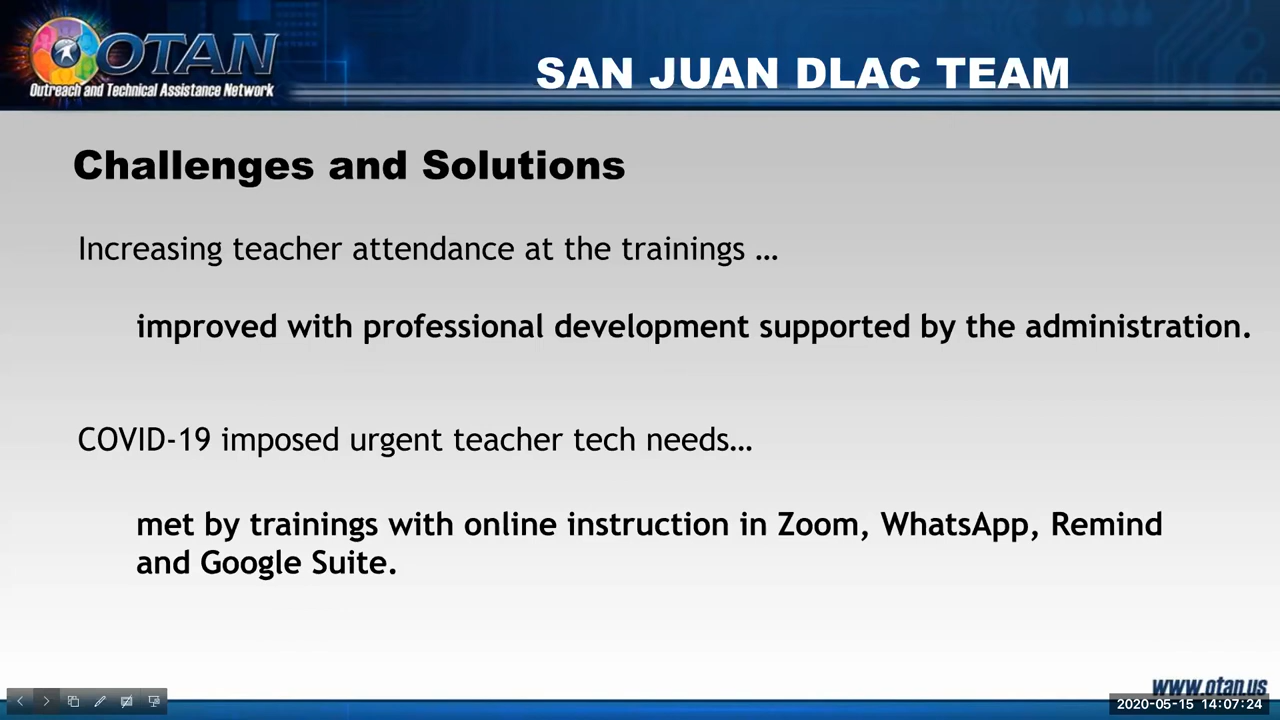 OTAN
Outreach and Technical Assistance Network
SAN JUAN DLAC TEAM
Challenges and Solutions
Increasing teacher attendance at the trainings …
improved with professional development supported by the administration.
COVID-19 imposed urgent teacher tech needs…
met by trainings with online instruction in Zoom, WhatsApp, Remind
and Google Suite.
www.otan.us
2020-05-15 14:07:24